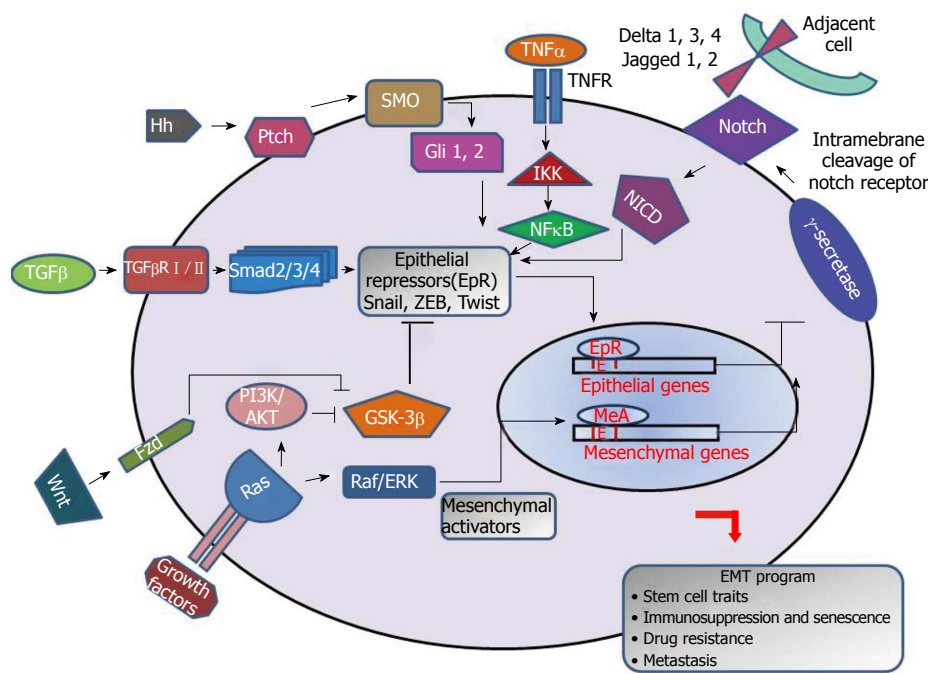 Delta 1, 3, 4
Jagged 1, 2
Adjacent
cell
TNFα
TNFR
SMO
Hh
Ptch
Gli 1, 2
Notch
IKK
Intramebrane
cleavage of
notch receptor
NICD
NFκB
γ-secretase
TGFβ
TGFβR I / II
Smad2/3/4
Epithelial
repressors(EpR)
Snail, ZEB, Twist
EpR
E
Epithelial genes
PI3K/
AKT
GSK-3β
MeA
E
Mesenchymal genes
Fzd
Wnt
Ras
Raf/ERK
Mesenchymal
activators
Growth
factors
EMT program
• Stem cell traits
• Immunosuppression and senescence
• Drug resistance
• Metastasis